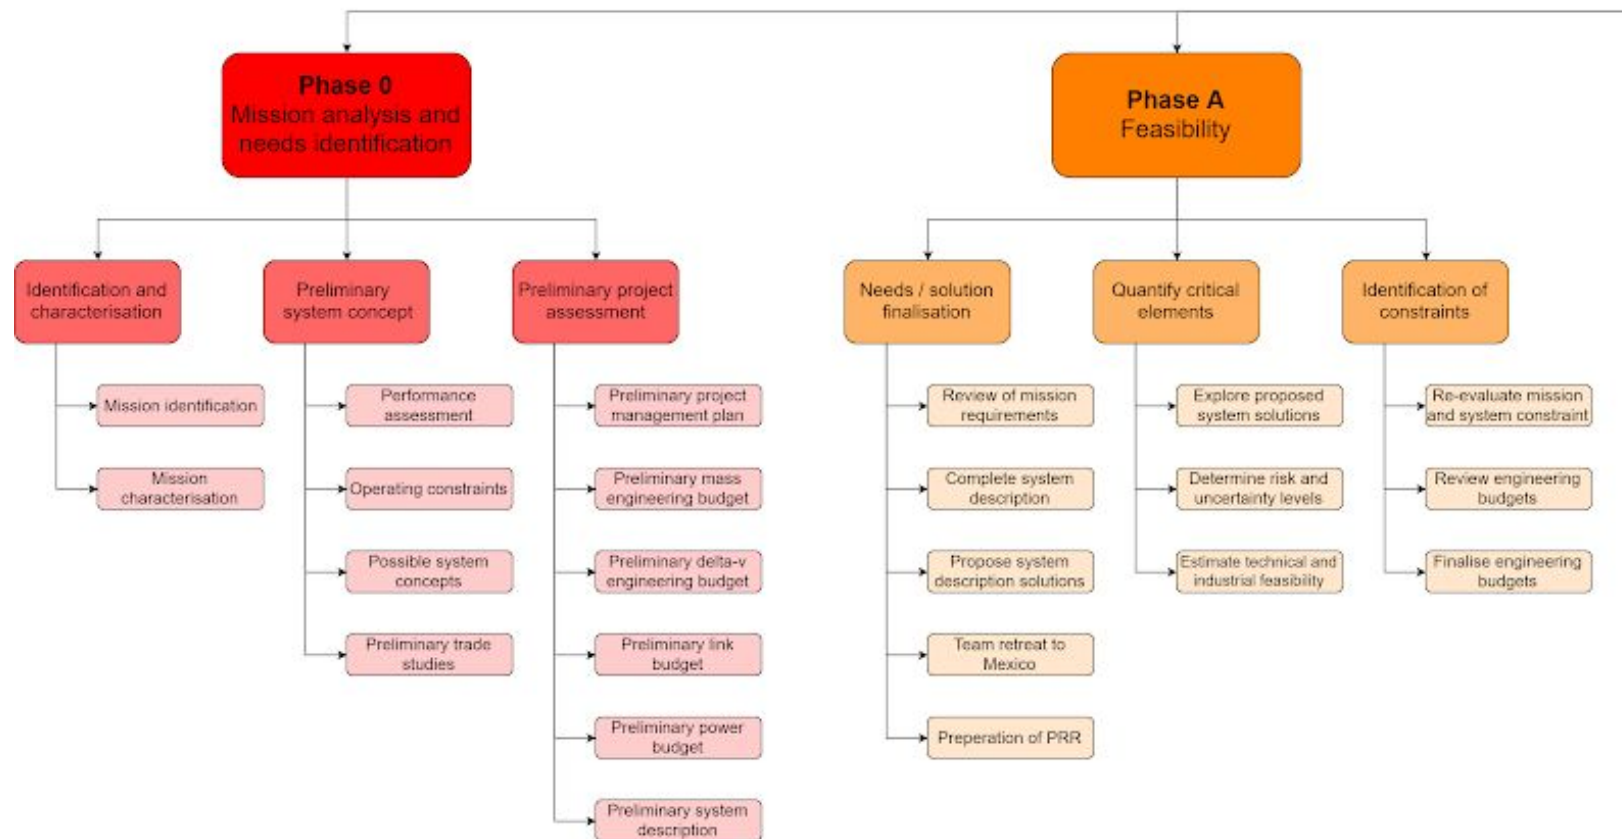 Phase 0
Mission analysis and
needs identification
Identification and
characterisation
Mission identification
Mission
characterisation
Preliminary
system concept
Performance
assessment
Operating constraints
Possible system
concepts
Preliminary trade
studies
Preliminary project
assessment
Preliminary project
management plan
Preliminary mass
engineering budget
Preliminary delta-v
engineering budget
Preliminary link
budget
Preliminary power
budget
Preliminary system
description
Phase A
Feasibility
Needs / solution
finalisation
Review of mission
requirements
Complete system
description
Propose system
description solutions
Team retreat to
Mexico
Preperation of PRR
Quantify critical
elements
Explore proposed
system solutions
Determine risk and
uncertainty levels
Estimate technical and
industrial feasibility
Identification of
constraints
Re-evaluate mission
and system constraint
Review engineering
budgets
Finalise engineering
budgets